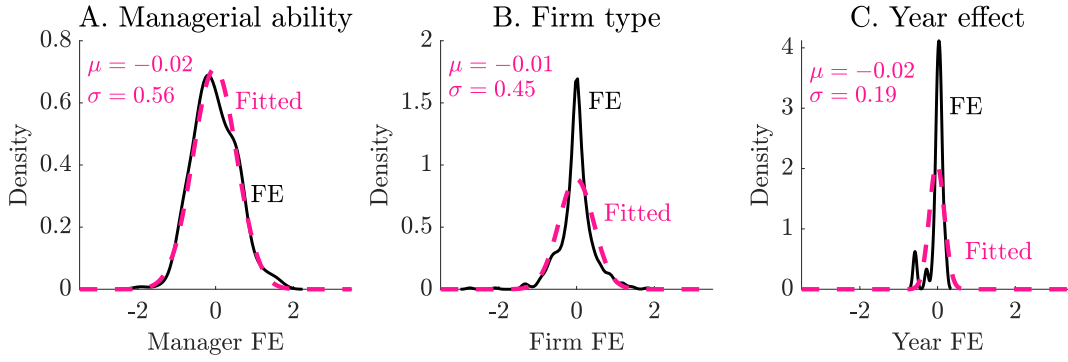 A. Managerial ability
μ = −0.02
σ = 0.56
Fitted
FE
Density
0.8
0.6
0.4
0.2
0
-2
0
2
Manager FE
B. Firm type
μ = −0.01
σ = 0.45
FE
Fitted
Density
2
1.5
1
0.5
0
-2
0
2
Firm FE
C. Year effect
μ = −0.02
σ = 0.19
FE
Fitted
Density
4
3
2
1
0
-2
0
2
Year FE